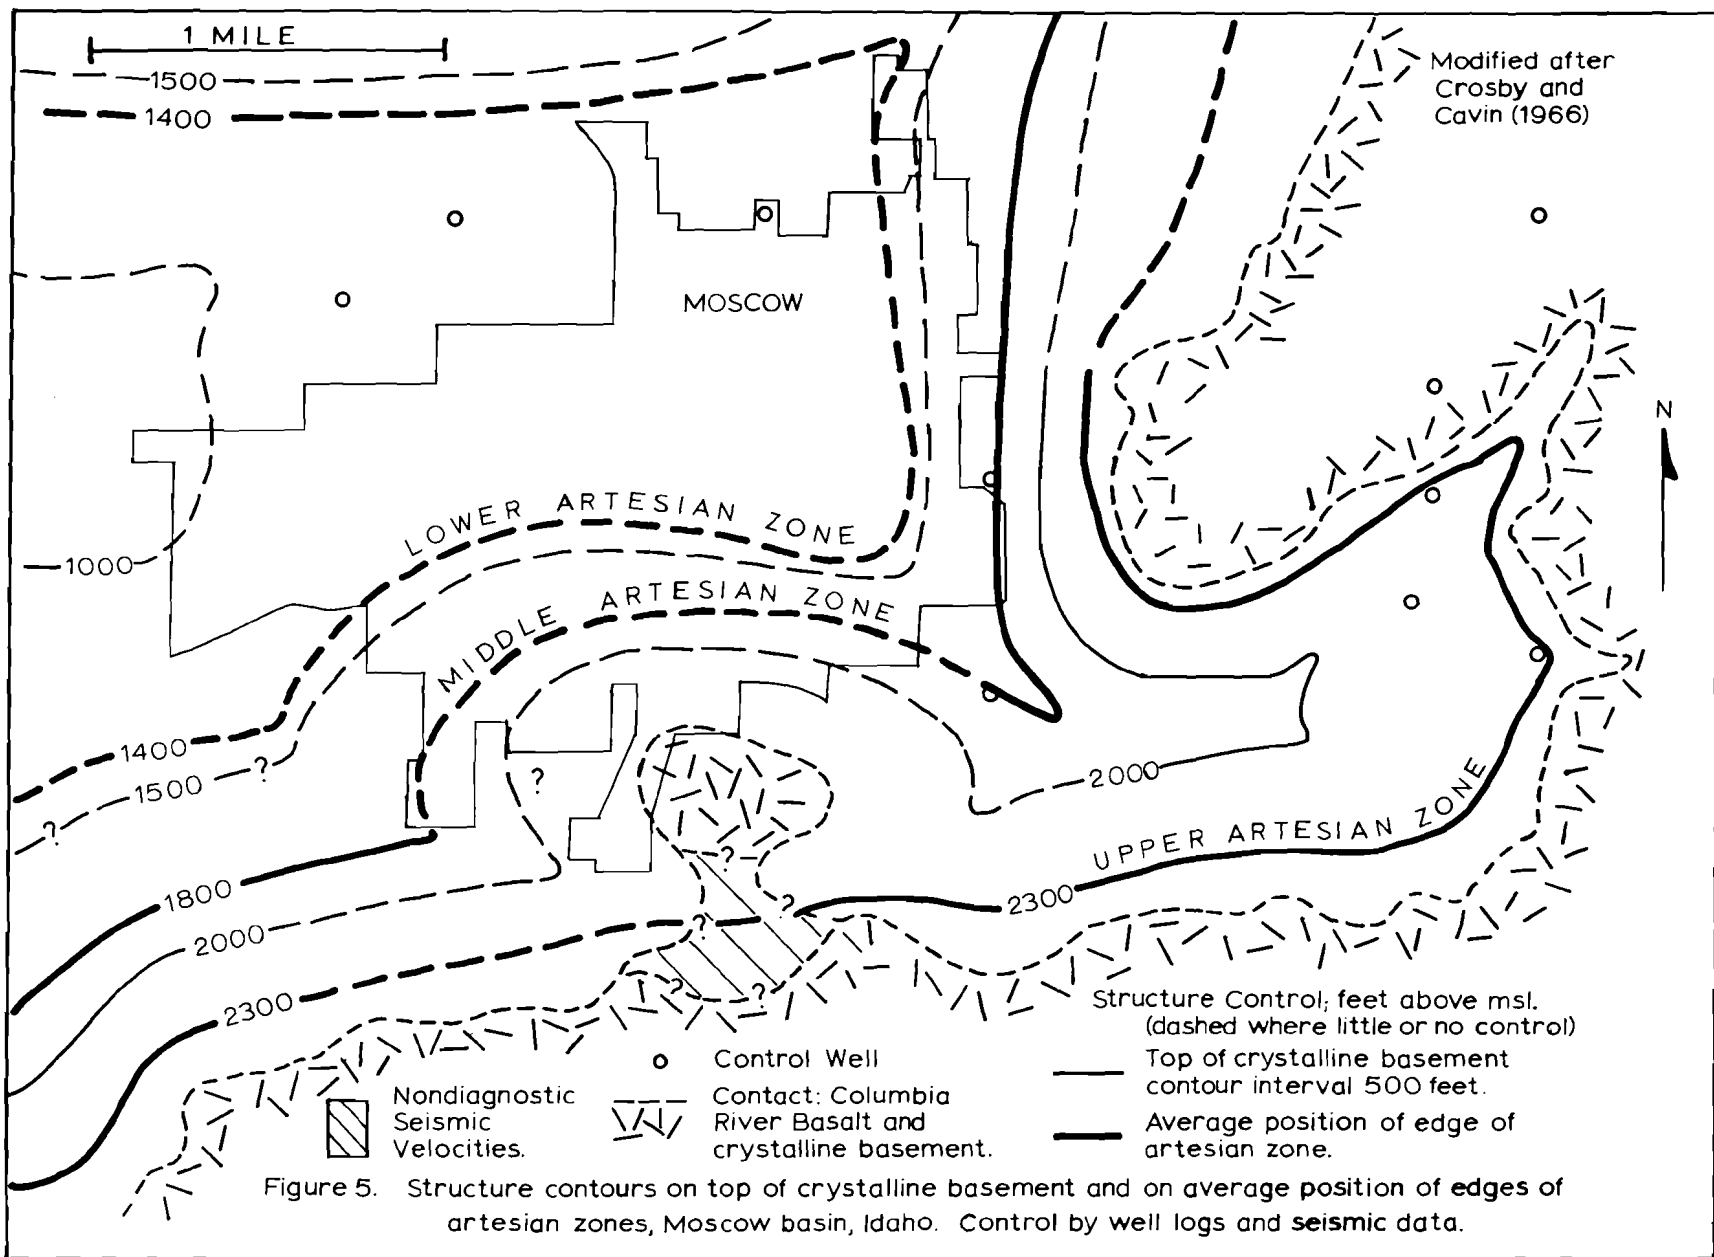 1 MILE
1500
1400
Modified after
Crosby and
Cavin (1966)
MOSCOW
N
LOWER ARTESIAN ZONE
1000
MIDDLE ARTESIAN ZONE
1400
1500
?
?
?
2000
UPPER ARTESIAN ZONE
?
1800
2300
?
?
2000
2300
?
?
Structure Control; feet above msl.
(dashed where little or no control)
Control Well
Top of crystalline basement
contour interval 500 feet.
Nondiagnostic
Seismic
Velocities.
Contact: Columbia
River Basalt and
crystalline basement.
Average position of edge of
artesian zone.
Figure 5. Structure contours on top of crystalline basement and on average position of edges of
artesian zones, Moscow basin, Idaho. Control by well logs and seismic data.